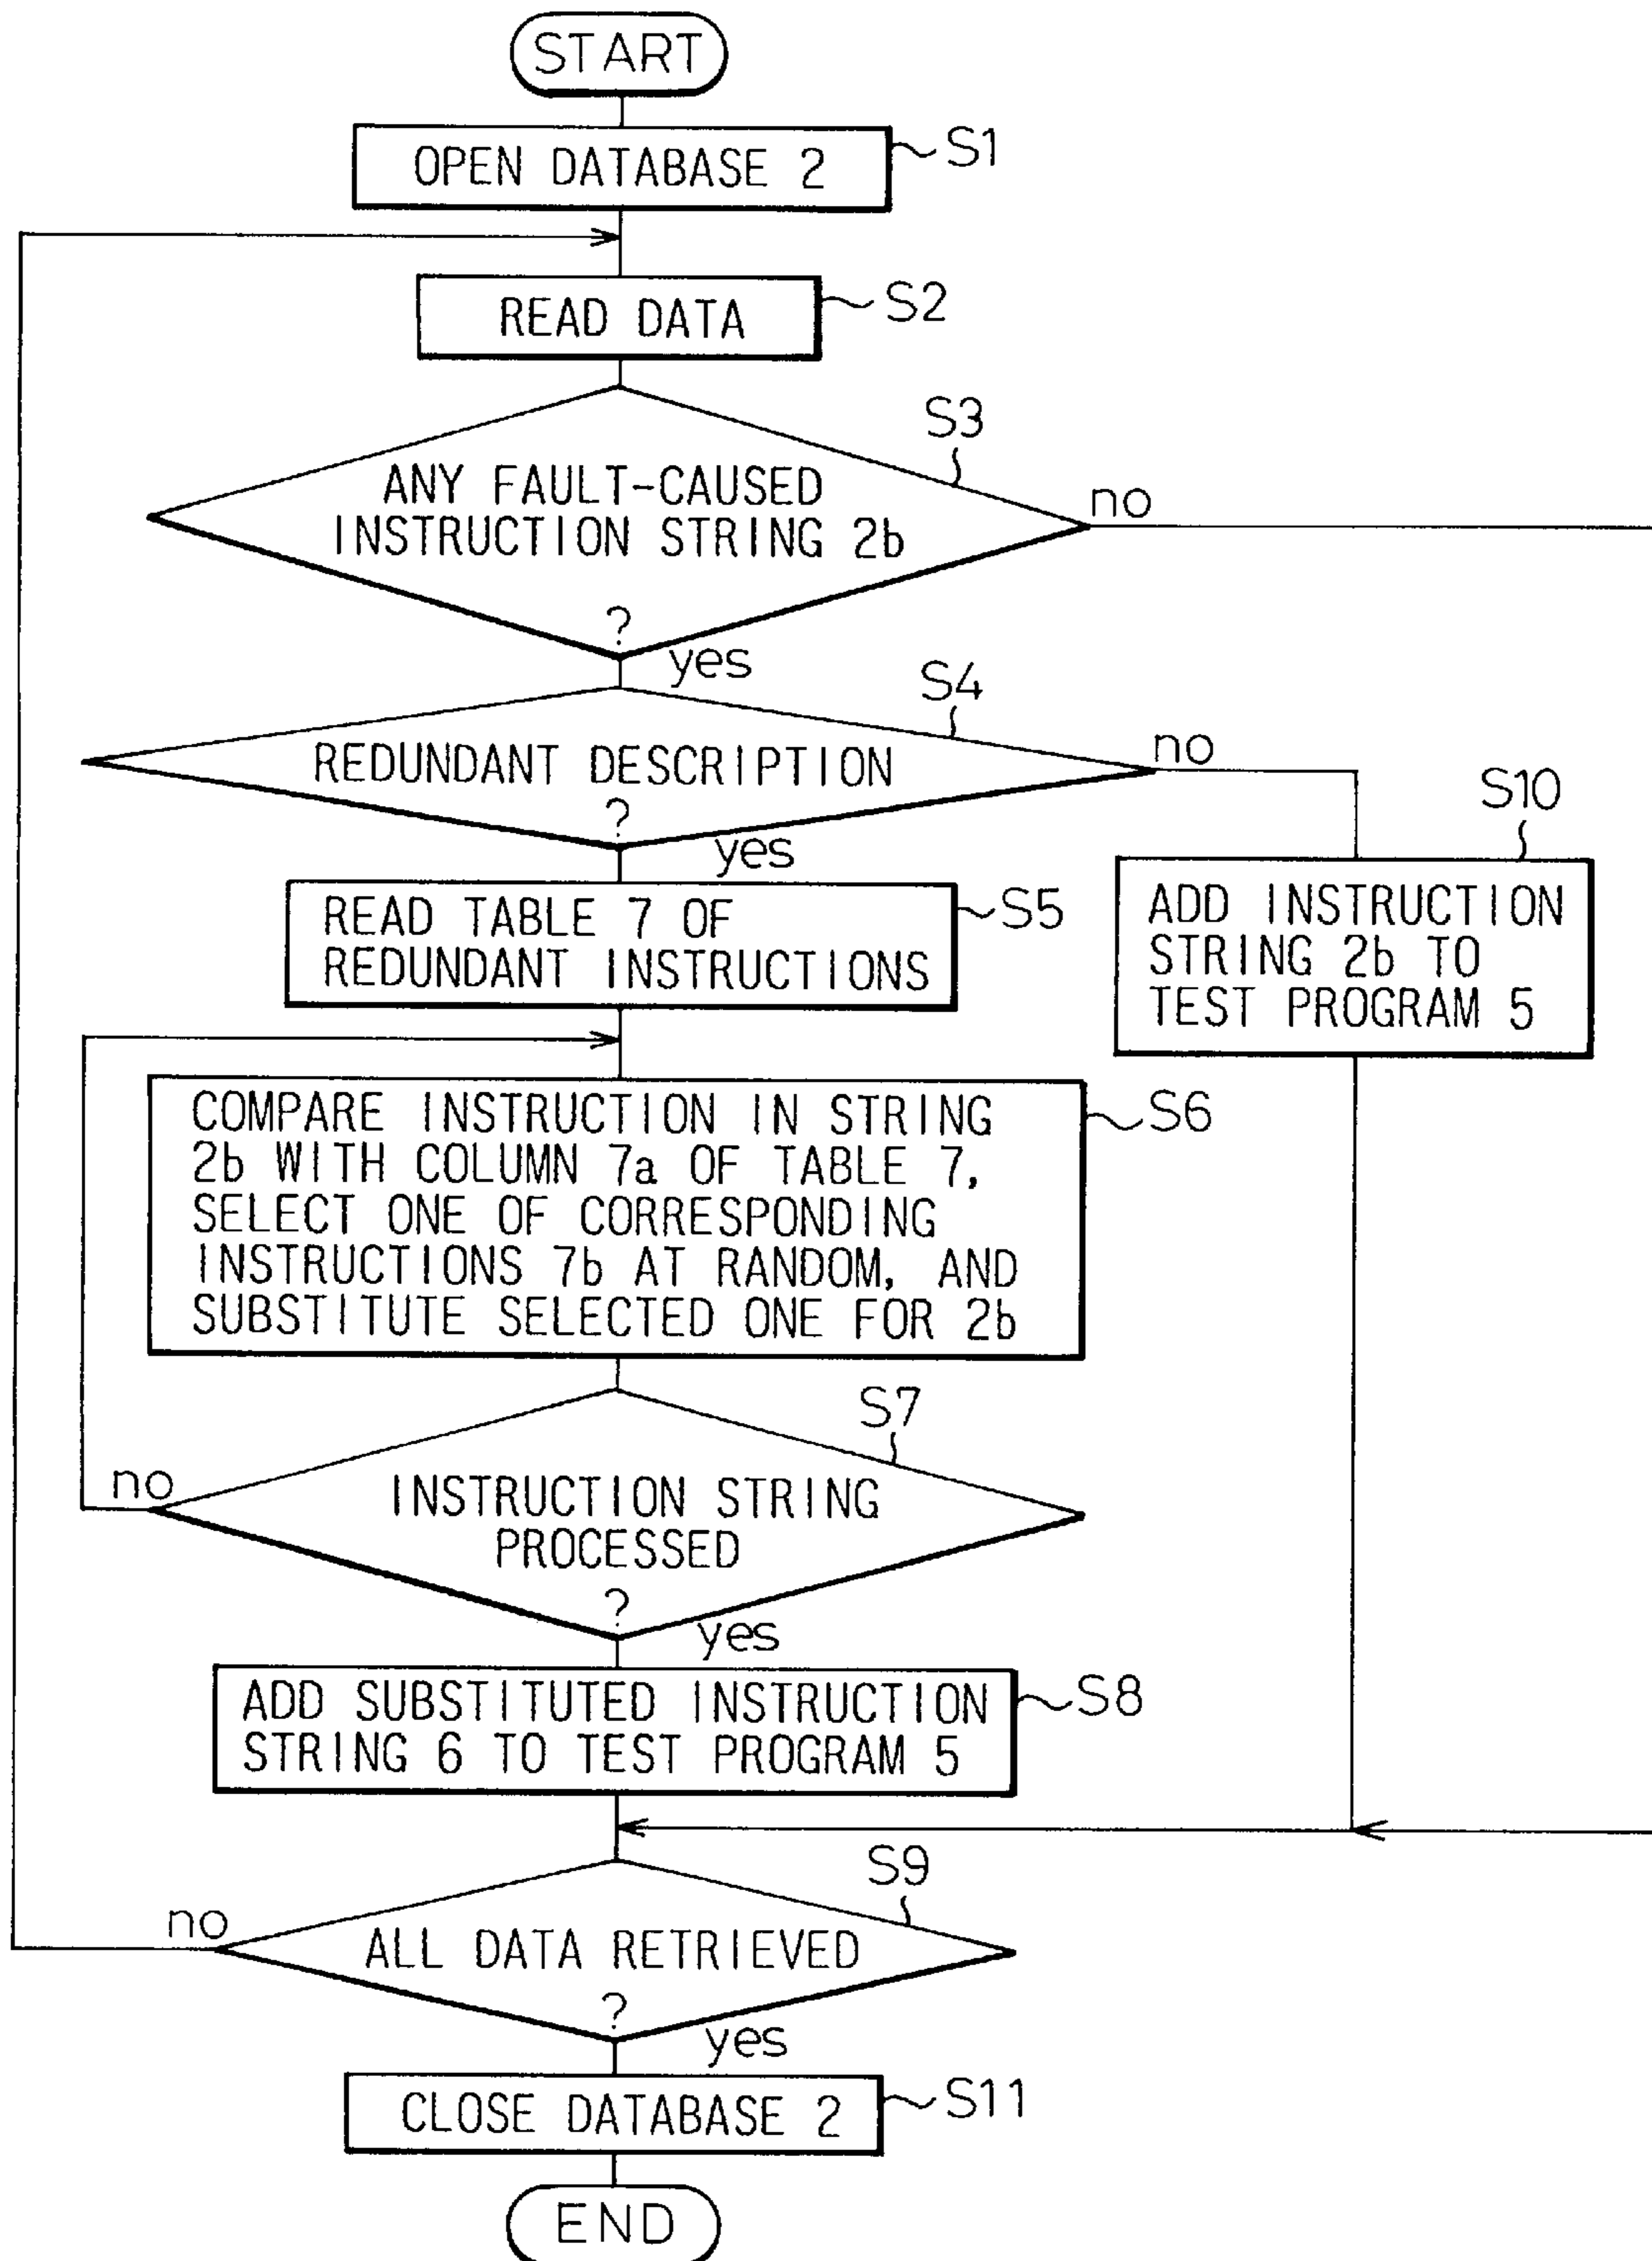 START
OPEN DATABASE 2
S1
READ DATA
S2
S3
ANY FAULT-CAUSED
INSTRUCTION STRING 2b
?
no
yes
S4
REDUNDANT DESCRIPTION
?
no
yes
S10
READ TABLE 7 OF
REDUNDANT INSTRUCTIONS
S5
ADD INSTRUCTION
STRING 2b TO
TEST PROGRAM 5
COMPARE INSTRUCTION IN STRING
2b WITH COLUMN 7a OF TABLE 7,
SELECT ONE OF CORRESPONDING
INSTRUCTIONS 7b AT RANDOM, AND
SUBSTITUTE SELECTED ONE FOR 2b
S6
S7
no
INSTRUCTION STRING
PROCESSED
?
yes
ADD SUBSTITUTED INSTRUCTION
STRING 6 TO TEST PROGRAM 5
S8
S9
no
ALL DATA RETRIEVED
?
yes
CLOSE DATABASE 2
S11
END